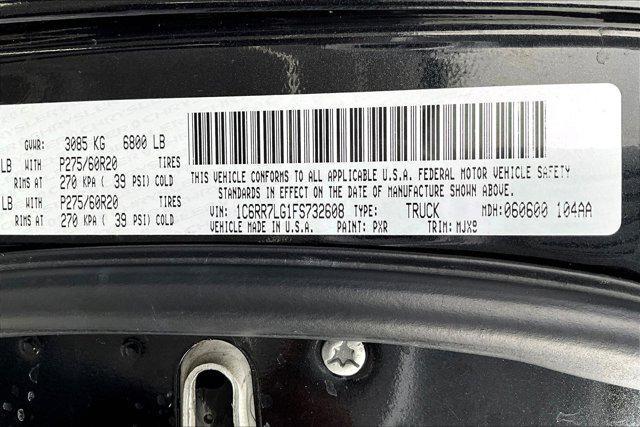 GVWR: 3085 KG 6800 LB
LB WITH P275/60R20 TIRES
RIMS AT 270 KPA ( 39 PSI) COLD
LB WITH P275/60R20 TIRES
RIMS AT 270 KPA ( 39 PSI) COLD
THIS VEHICLE CONFORMS TO ALL APPLICABLE U.S.A. FEDERAL MOTOR VEHICLE SAFETY
STANDARDS IN EFFECT ON THE DATE OF MANUFACTURE SHOWN ABOVE.
VIN: 1C6RR7LG1FS732608 TYPE: TRUCK MDH:060600 104AA
VEHICLE MADE IN U.S.A. PAINT: PXR TRIM: MJX9